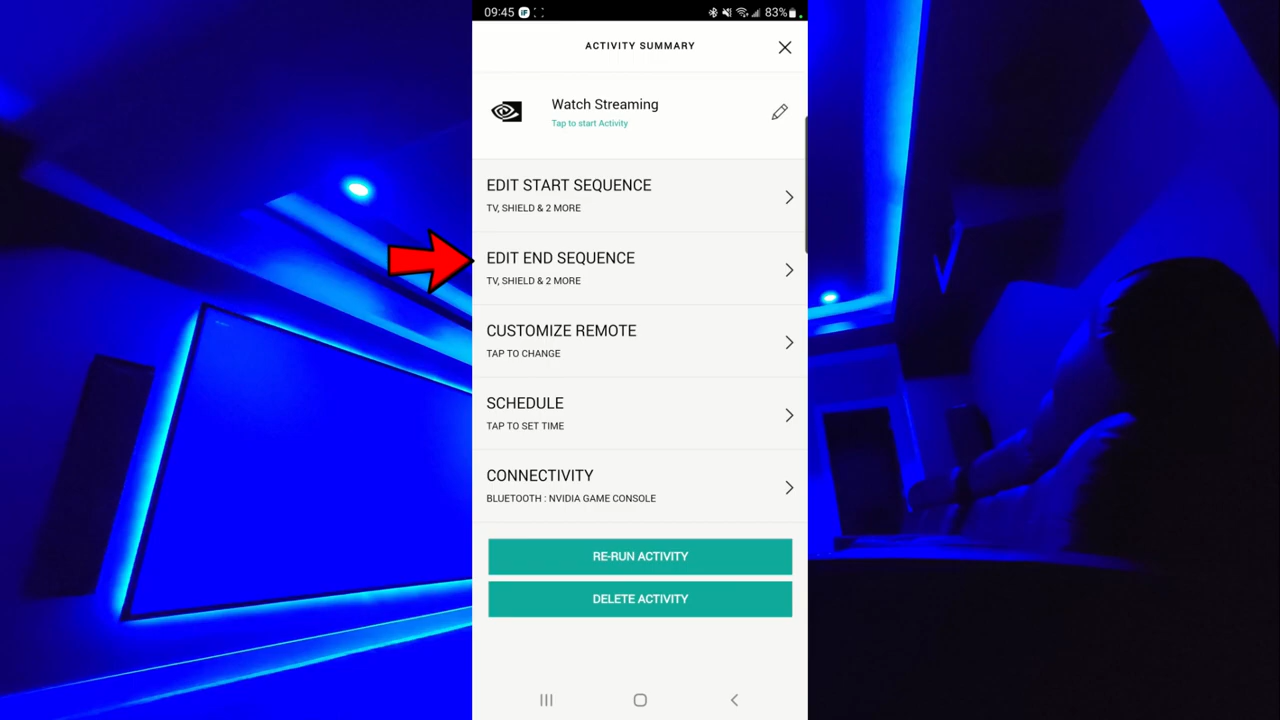 09:45
83%
ACTIVITY SUMMARY
Watch Streaming
Tap to start Activity
EDIT START SEQUENCE
TV, SHIELD & 2 MORE
EDIT END SEQUENCE
TV, SHIELD & 2 MORE
CUSTOMIZE REMOTE
TAP TO CHANGE
SCHEDULE
TAP TO SET TIME
CONNECTIVITY
BLUETOOTH : NVIDIA GAME CONSOLE
RE-RUN ACTIVITY
DELETE ACTIVITY